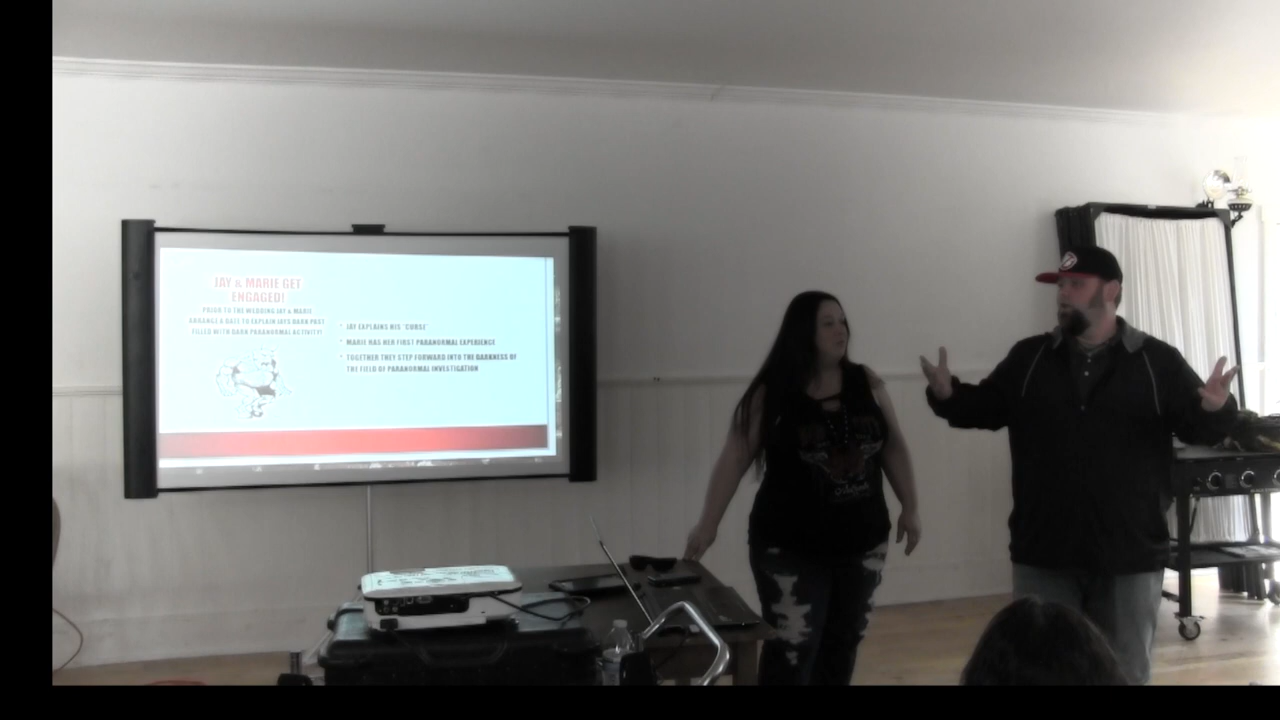 JAY & MARIE GET
ENGAGED!
PRIOR TO THE WEDDING JAY & MARIE
ARRANGE A DATE TO EXPLAIN JAYS DARK PAST
FILLED WITH DARK PARANORMAL ACTIVITY!
* JAY EXPLAINS HIS "CURSE"
* MARIE HAS HER FIRST PARANORMAL EXPERIENCE
* TOGETHER THEY STEP FORWARD INTO THE DARKNESS OF
THE FIELD OF PARANORMAL INVESTIGATION